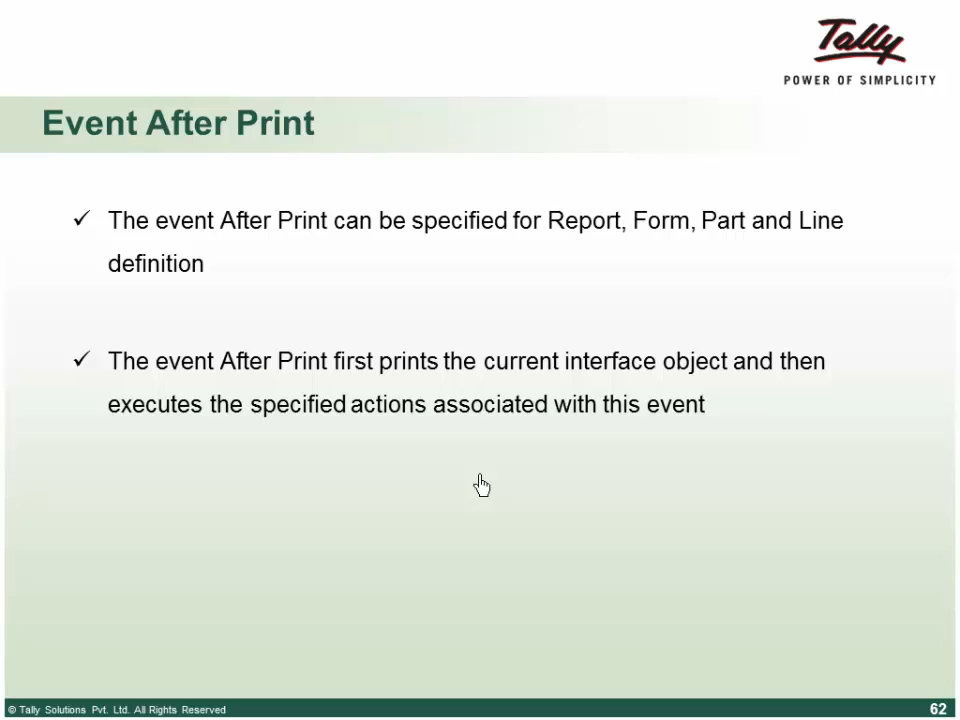 Tally
POWER OF SIMPLICITY
Event After Print
✓ The event After Print can be specified for Report, Form, Part and Line
definition
✓ The event After Print first prints the current interface object and then
executes the specified actions associated with this event
© Tally Solutions Pvt. Ltd. All Rights Reserved
62